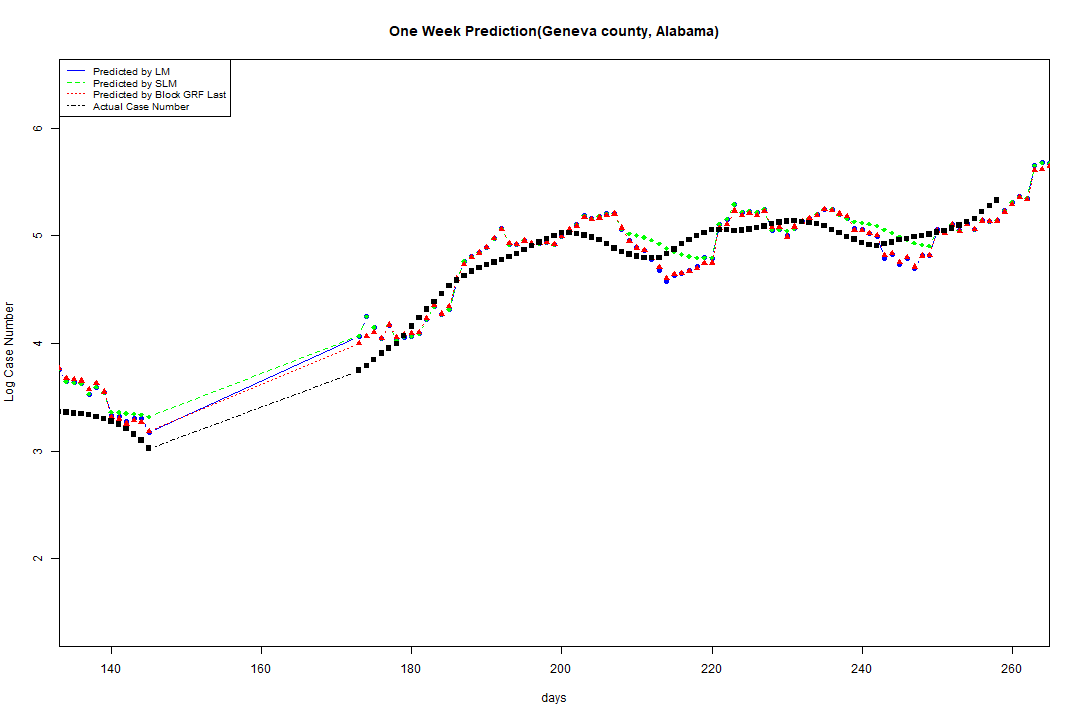 One Week Prediction(Geneva county, Alabama)
Predicted by LM
Predicted by SLM
Predicted by Block GRF Last
Actual Case Number
6
5
4
3
2
Log Case Number
140 160 180 200 220 240 260
days